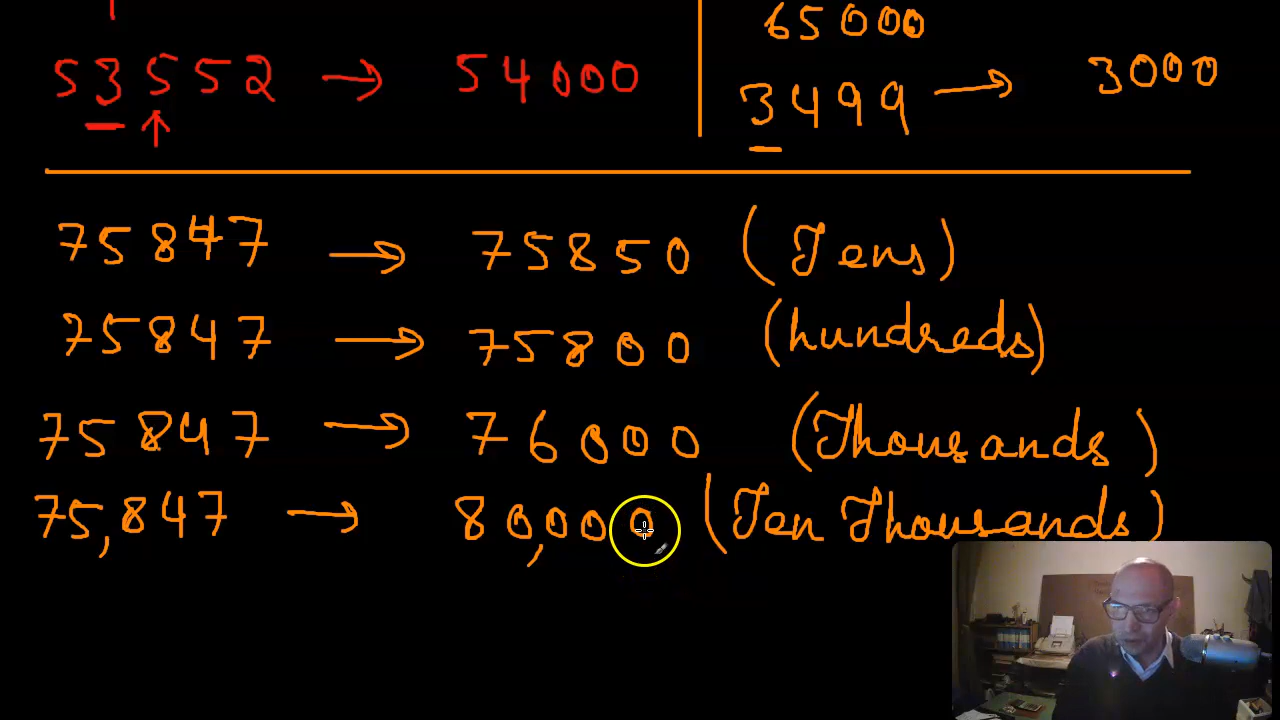 53552 → 54000
65000
3499 → 3000
75847 → 75850 (Tens)
75847 → 75800 (hundreds)
75847 → 76000 (Thousands)
75,847 → 80,000 (Ten Thousands)